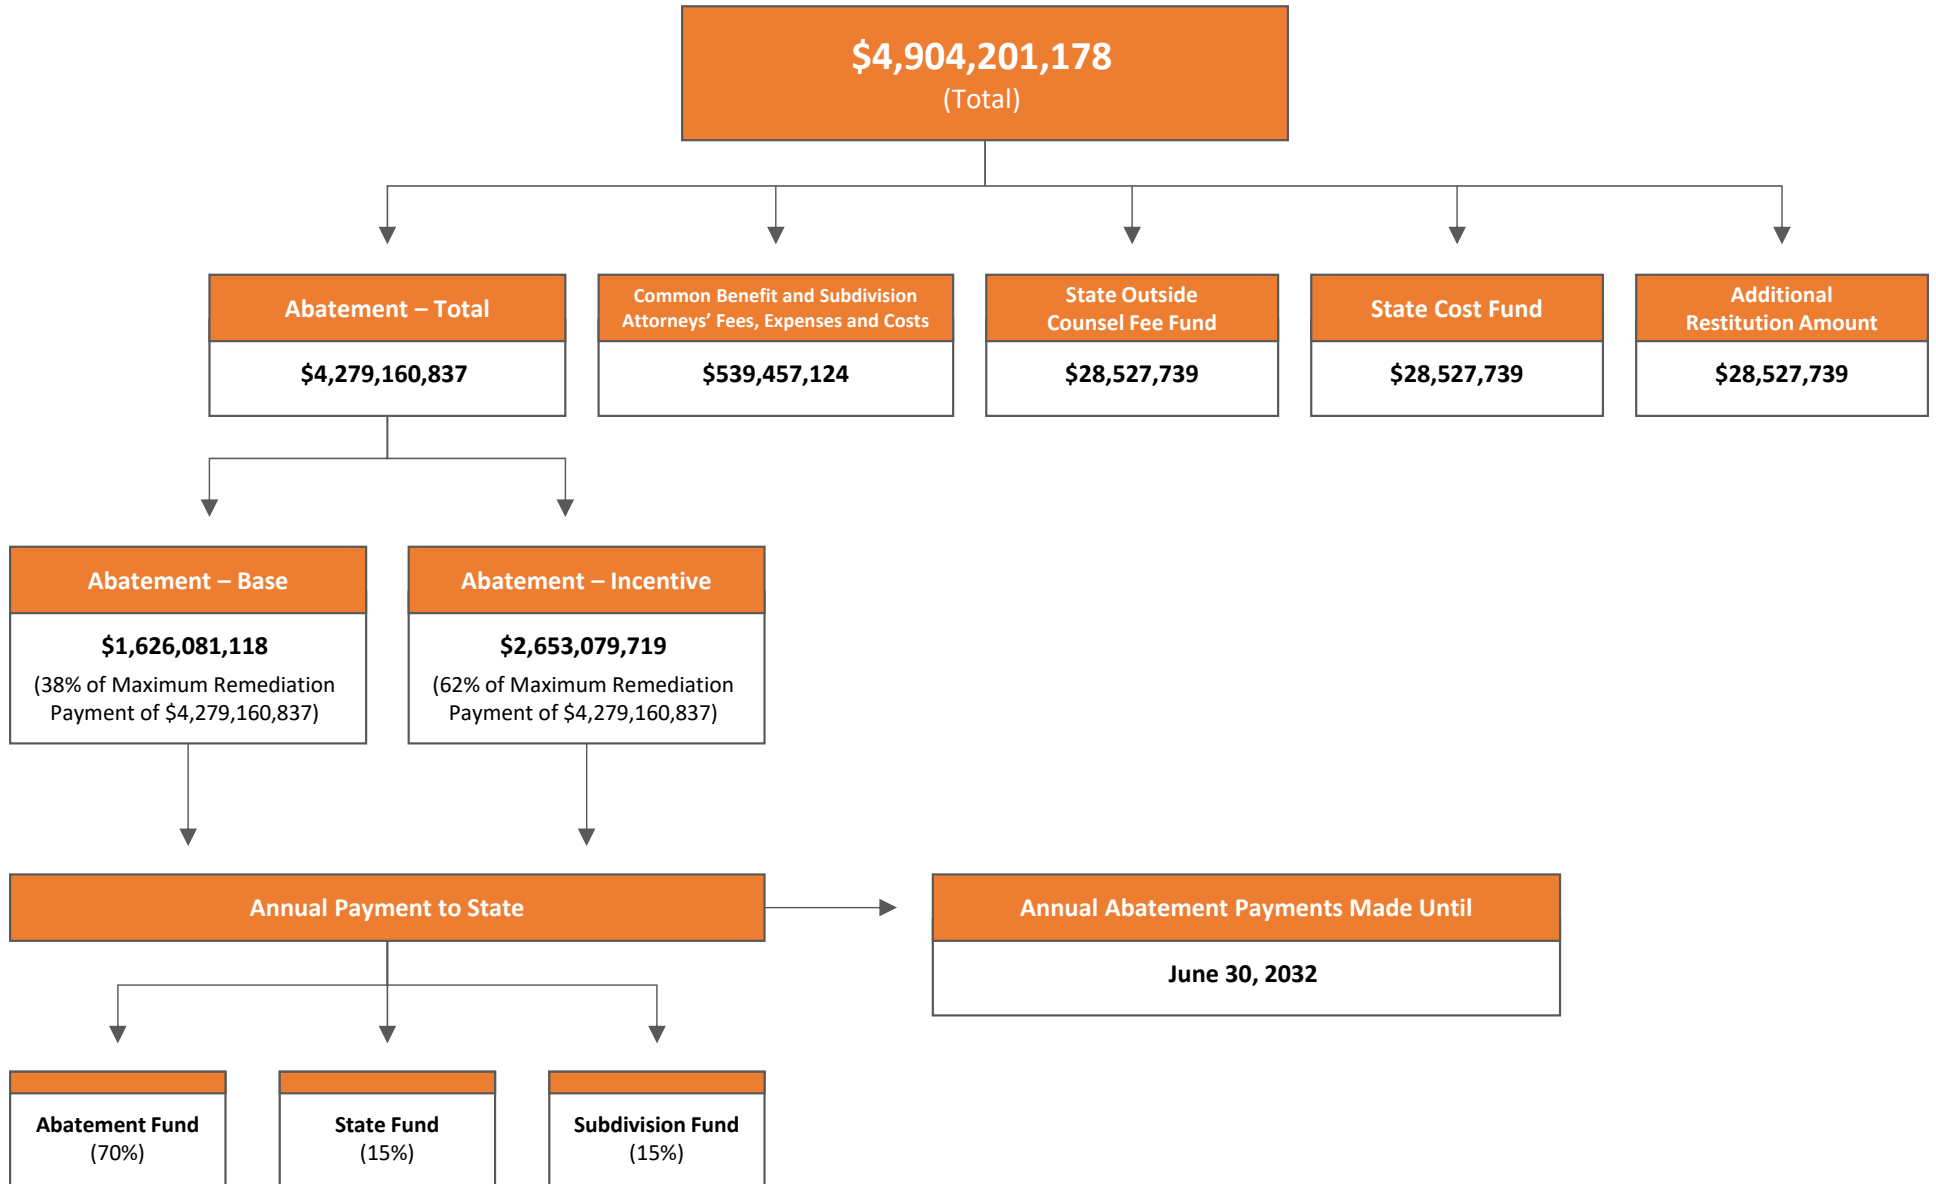 $4,904,201,178
(Total)
Abatement – Total
$4,279,160,837
Common Benefit and Subdivision
Attorneys’ Fees, Expenses and Costs
$539,457,124
State Outside
Counsel Fee Fund
$28,527,739
State Cost Fund
$28,527,739
Additional
Restitution Amount
$28,527,739
Abatement – Base
$1,626,081,118
(38% of Maximum Remediation
Payment of $4,279,160,837)
Abatement – Incentive
$2,653,079,719
(62% of Maximum Remediation
Payment of $4,279,160,837)
Annual Payment to State
Annual Abatement Payments Made Until
June 30, 2032
Abatement Fund
(70%)
State Fund
(15%)
Subdivision Fund
(15%)